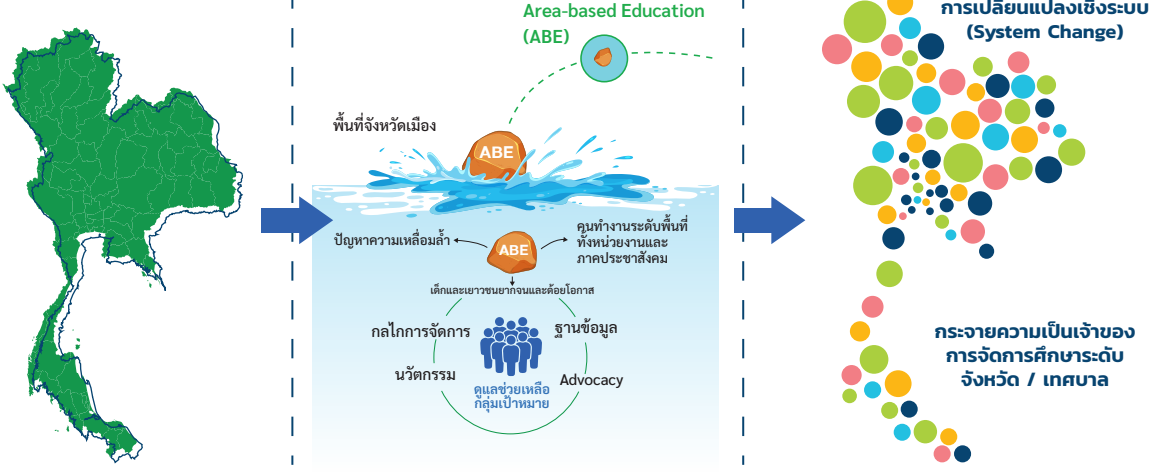 Area-based Education
(ABE)
พื้นที่จังหวัดเมือง
ABE
ปัญหาความเหลื่อมล้ำ
ABE
คนทำงานระดับพื้นที่
ทั้งหน่วยงานและ
ภาคประชาสังคม
เด็กและเยาวชนยากจนและด้อยโอกาส
กลไกการจัดการ
ฐานข้อมูล
นวัตกรรม
Advocacy
ดูแลช่วยเหลือ
กลุ่มเป้าหมาย
การเปลี่ยนแปลงเชิงระบบ
(System Change)
กระจายความเป็นเจ้าของ
การจัดการศึกษาระดับ
จังหวัด / เทศบาล